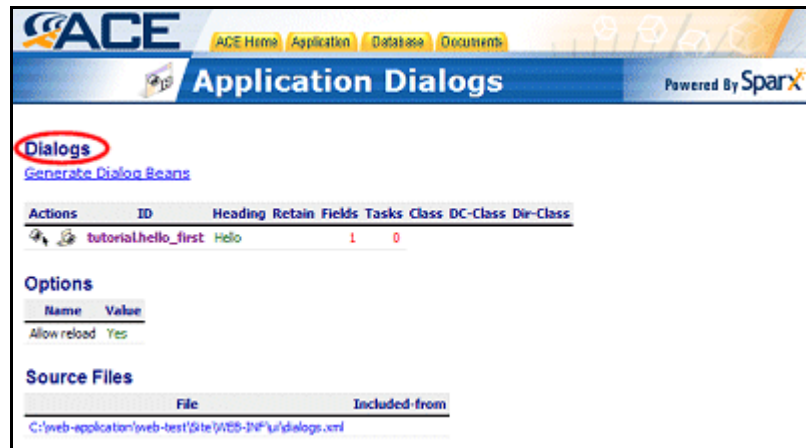 ACE
ACE Home Application Database Documents
Application Dialogs
Powered By Sparx
Dialogs
Generate Dialog Beans
Actions ID Heading Retain Fields Tasks Class DC-Class Dir-Class
tutorial.hello_first Hello 1 0
Options
Name Value
Allow reload Yes
Source Files
File Included-from
C:\web-application\web-test\Site\WEB-INF\ui\dialogs.xml